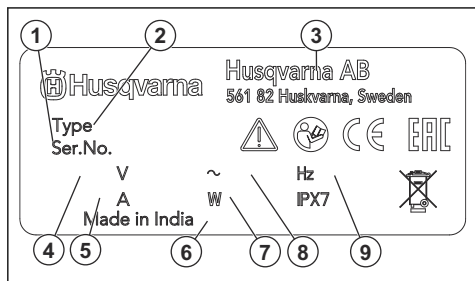 1 2 3
Husqvarna
Husqvarna AB
561 82 Huskvarna, Sweden
Type
Ser.No.
CE EAC
V ~ Hz
A W IPX7
Made in India
4 5 6 7 8 9